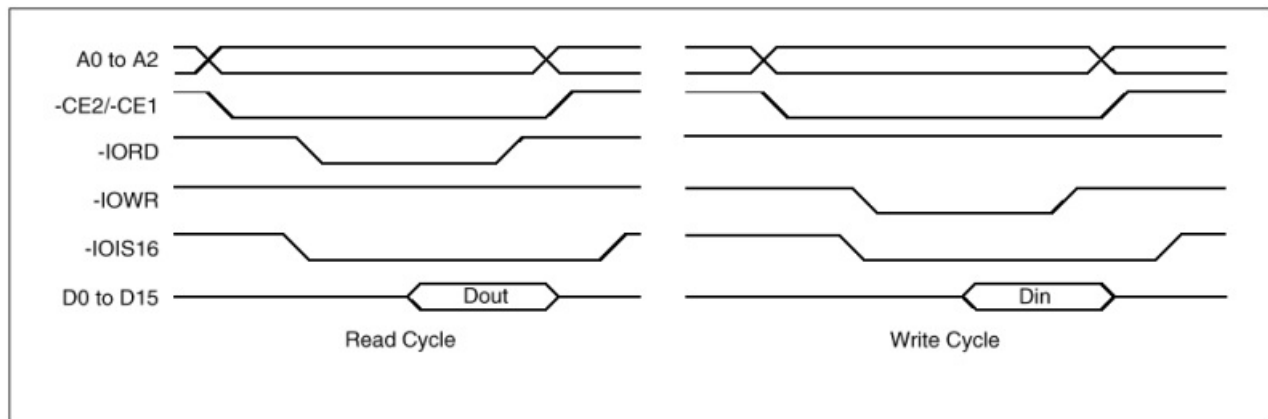 A0 to A2
-CE2/-CE1
-IORD
-IOWR
-IOIS16
D0 to D15
Dout
Din
Read Cycle
Write Cycle